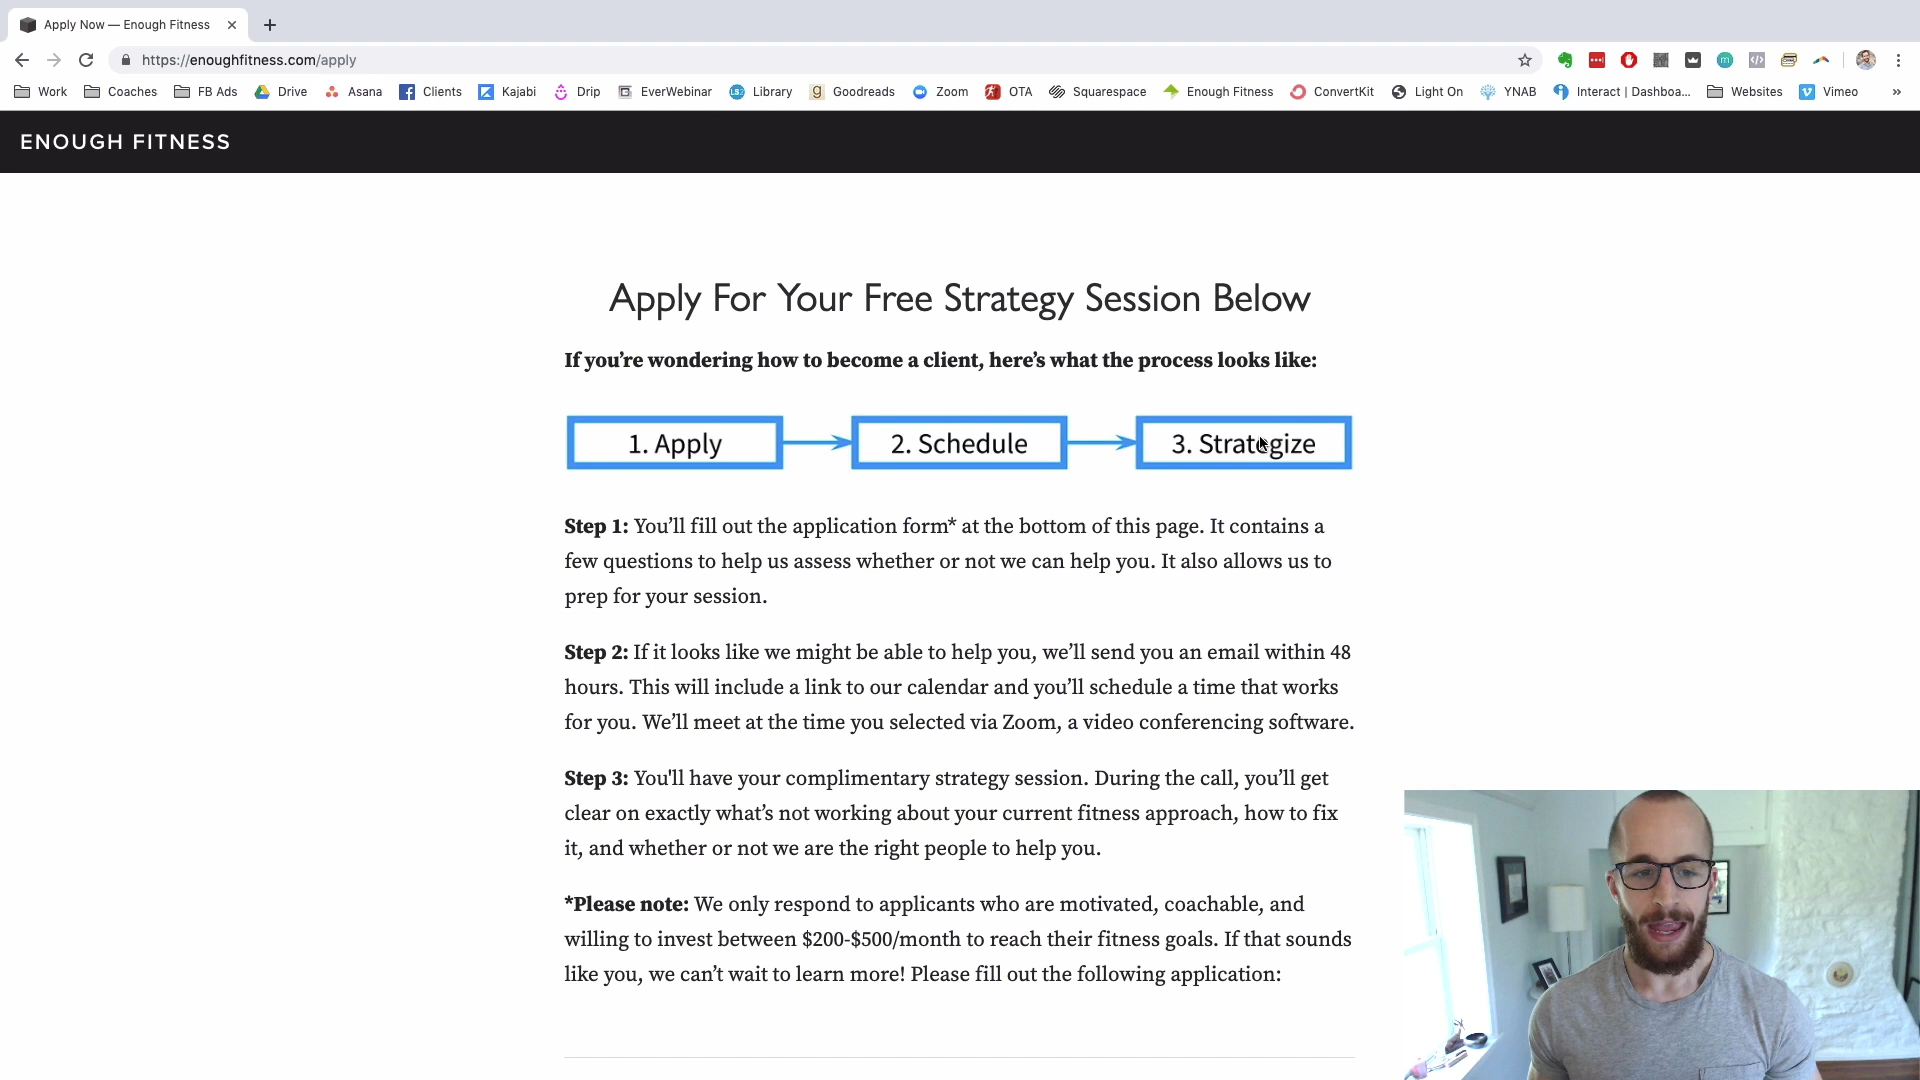 Apply Now — Enough Fitness
https://enoughfitness.com/apply
Work Coaches FB Ads Drive Asana Clients Kajabi Drip EverWebinar Library Goodreads Zoom OTA Squarespace Enough Fitness ConvertKit Light On YNAB Interact | Dashboa... Websites Vimeo »
ENOUGH FITNESS
Apply For Your Free Strategy Session Below
If you’re wondering how to become a client, here’s what the process looks like:
1. Apply 2. Schedule 3. Strategize
Step 1: You’ll fill out the application form* at the bottom of this page. It contains a
few questions to help us assess whether or not we can help you. It also allows us to
prep for your session.
Step 2: If it looks like we might be able to help you, we’ll send you an email within 48
hours. This will include a link to our calendar and you’ll schedule a time that works
for you. We’ll meet at the time you selected via Zoom, a video conferencing software.
Step 3: You'll have your complimentary strategy session. During the call, you’ll get
clear on exactly what’s not working about your current fitness approach, how to fix
it, and whether or not we are the right people to help you.
*Please note: We only respond to applicants who are motivated, coachable, and
willing to invest between $200-$500/month to reach their fitness goals. If that sounds
like you, we can’t wait to learn more! Please fill out the following application: